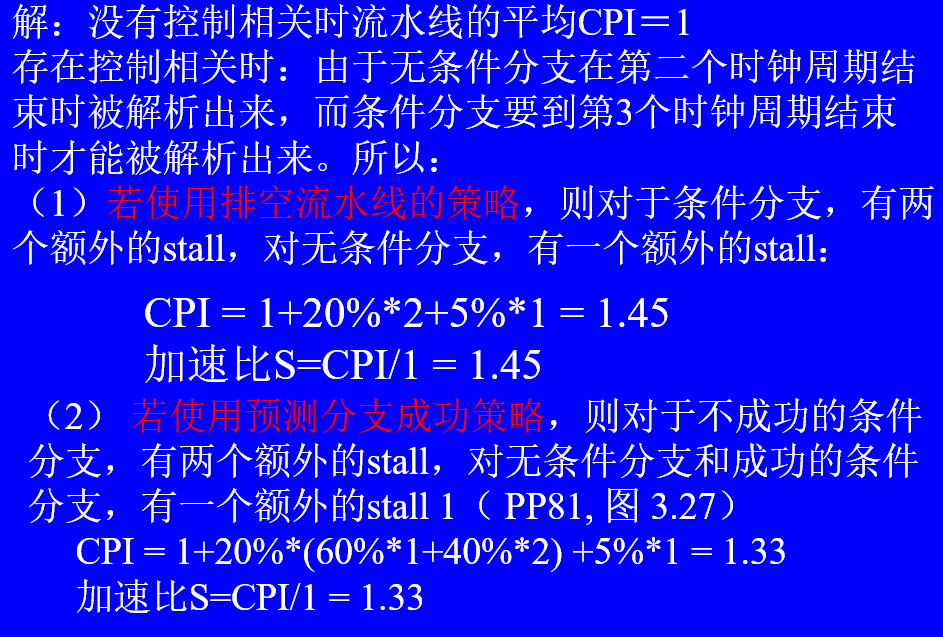 解：没有控制相关时流水线的平均CPI＝1
存在控制相关时：由于无条件分支在第二个时钟周期结
束时被解析出来，而条件分支要到第3个时钟周期结束
时才能被解析出来。所以：
（1）若使用排空流水线的策略，则对于条件分支，有两
个额外的stall，对无条件分支，有一个额外的stall：
CPI = 1+20%*2+5%*1 = 1.45
加速比S=CPI/1 = 1.45
（2） 若使用预测分支成功策略，则对于不成功的条件
分支，有两个额外的stall，对无条件分支和成功的条件
分支，有一个额外的stall 1（ PP81, 图 3.27）
CPI = 1+20%*(60%*1+40%*2) +5%*1 = 1.33
加速比S=CPI/1 = 1.33